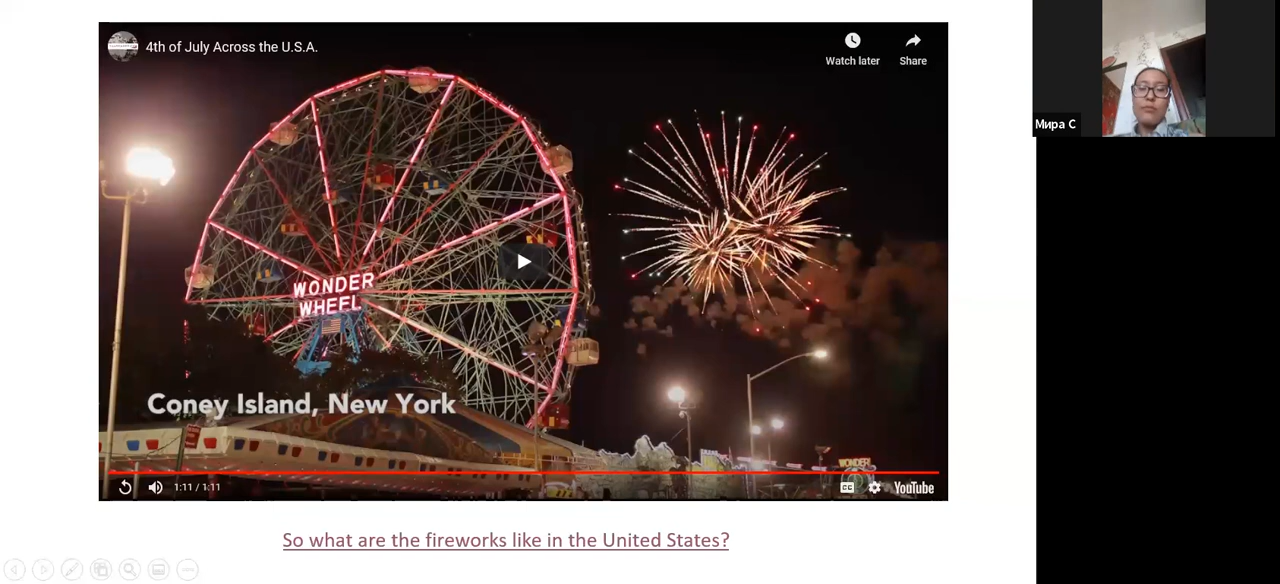 4th of July Across the U.S.A.
Watch later
Share
WONDER
WHEEL
Coney Island, New York
WONDER
1:11 / 1:11
CC
YouTube
So what are the fireworks like in the United States?
Мира С